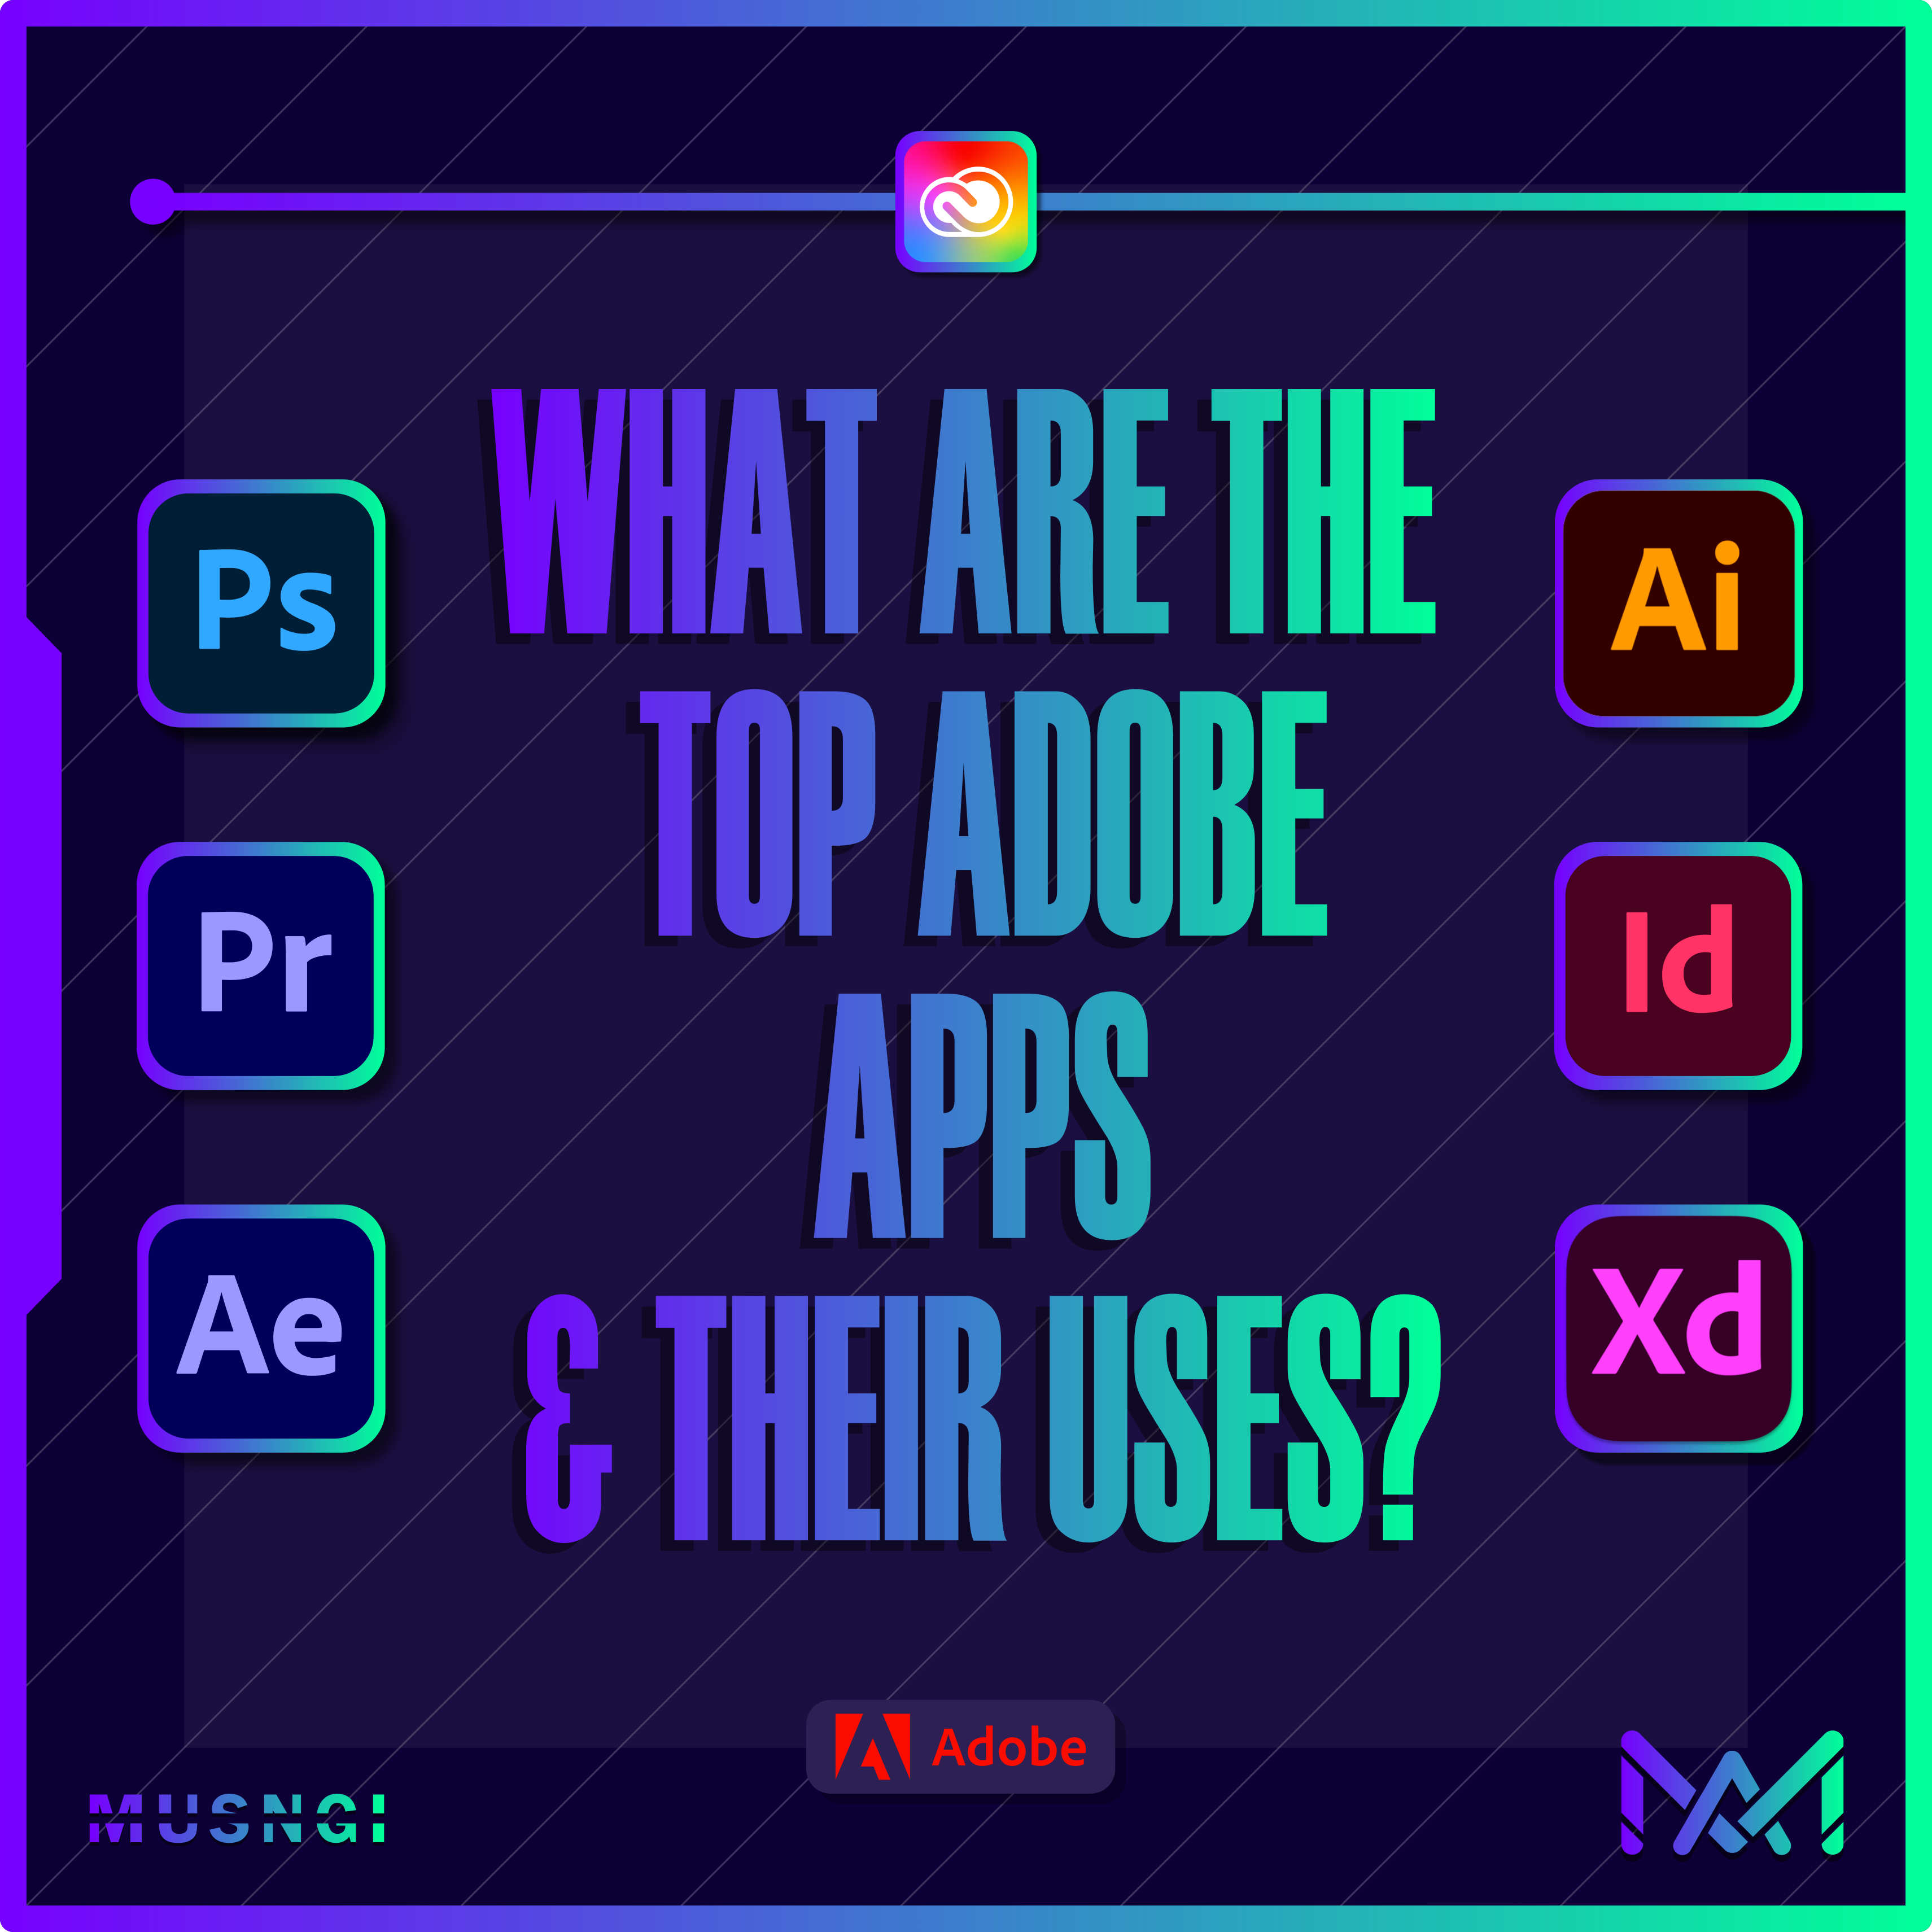 WHAT ARE THE
TOP ADOBE
APPS
& THEIR USES?
Ps
Pr
Ae
Ai
Id
Xd
Adobe
MUSNGI